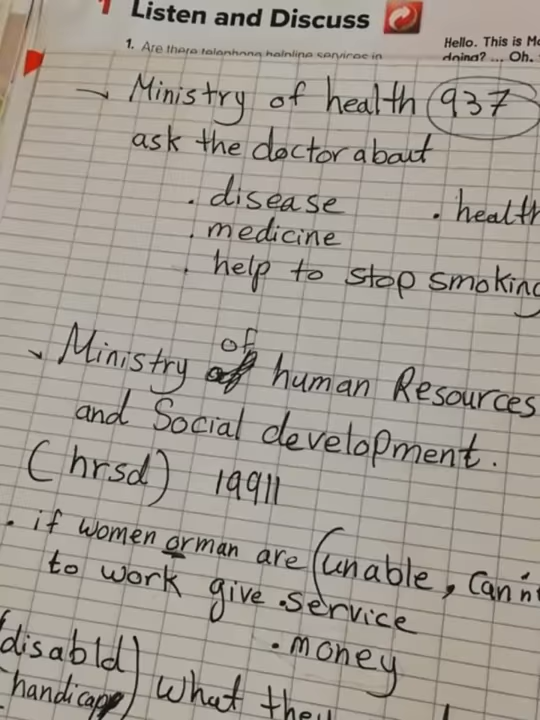 1 Listen and Discuss
1. Are there telephone helpline services in
Hello. This is
doing? ... Oh.
→ Ministry of health (937)
ask the doctor about
. disease . health
. medicine
. help to stop smoking
Ministry of human Resources
and Social development.
(hrsd) 19911
. if women or man are (unable, Can
to work give .service
. money
(disabld)
(handicap) what they